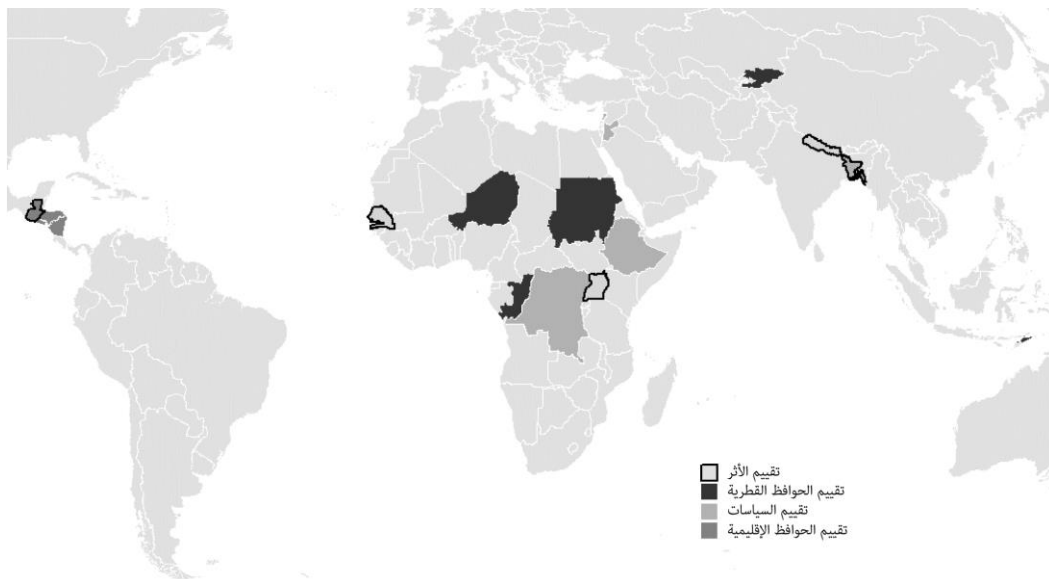 تقييم الأثر
تقييم الحوافظ القطرية
تقييم السياسات
تقييم الحوافظ الإقليمية